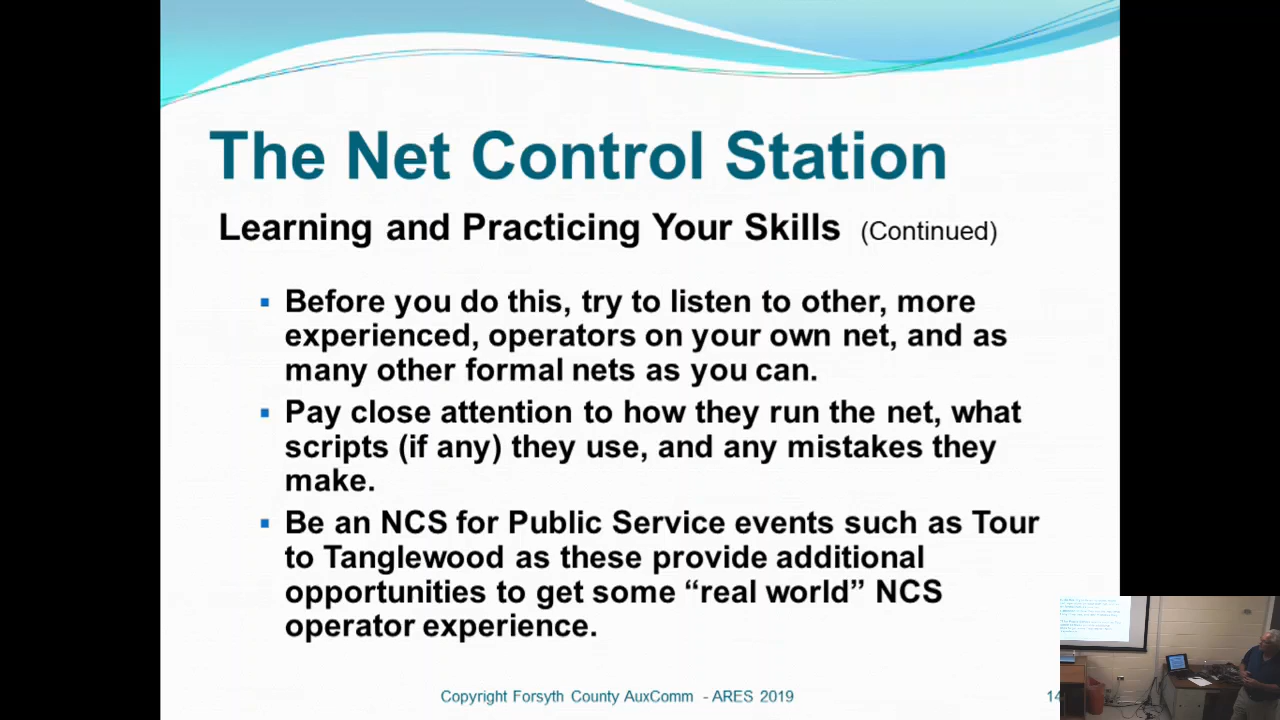 The Net Control Station
Learning and Practicing Your Skills (Continued)
▪ Before you do this, try to listen to other, more
experienced, operators on your own net, and as
many other formal nets as you can.
▪ Pay close attention to how they run the net, what
scripts (if any) they use, and any mistakes they
make.
▪ Be an NCS for Public Service events such as Tour
to Tanglewood as these provide additional
opportunities to get some “real world” NCS
operator experience.
Copyright Forsyth County AuxComm - ARES 2019
14